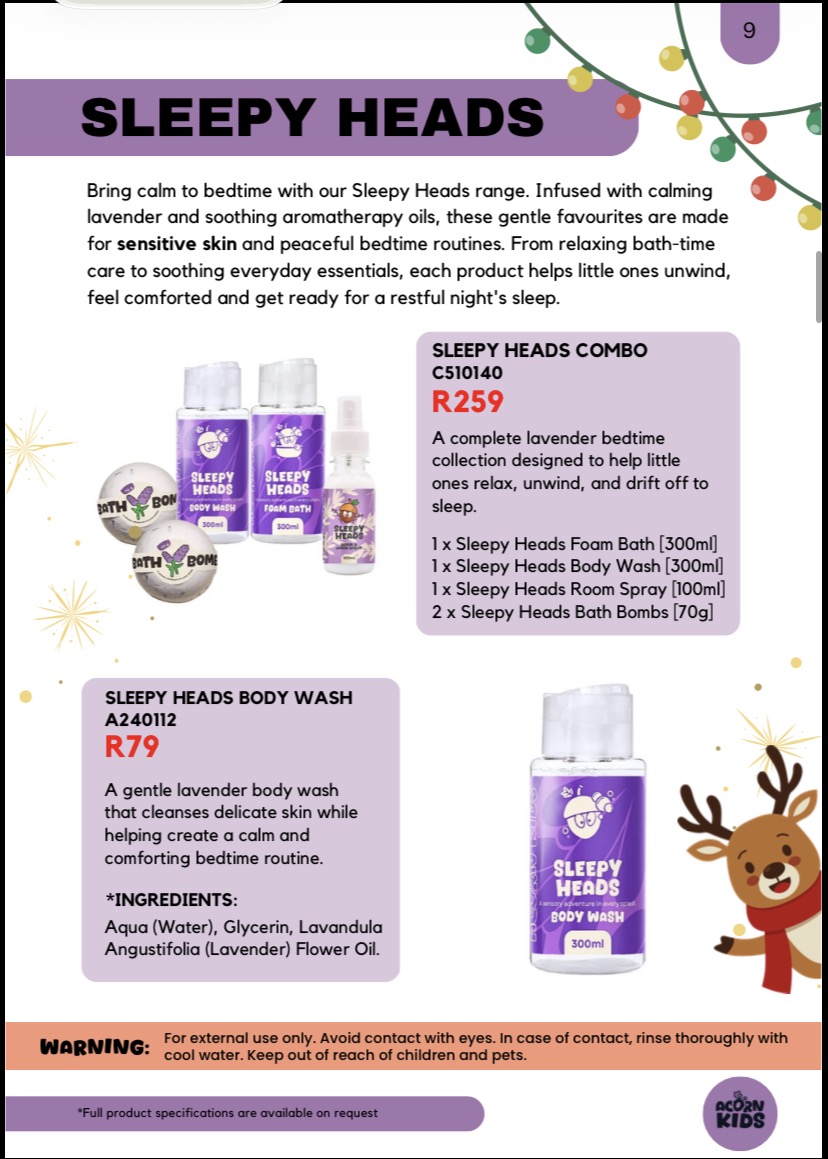 9
SLEEPY HEADS
Bring calm to bedtime with our Sleepy Heads range. Infused with calming
lavender and soothing aromatherapy oils, these gentle favourites are made
for sensitive skin and peaceful bedtime routines. From relaxing bath-time
care to soothing everyday essentials, each product helps little ones unwind,
feel comforted and get ready for a restful night's sleep.
SLEEPY HEADS COMBO
C510140
R259
A complete lavender bedtime
collection designed to help little
ones relax, unwind, and drift off to
sleep.
1 x Sleepy Heads Foam Bath [300ml]
1 x Sleepy Heads Body Wash [300ml]
1 x Sleepy Heads Room Spray [100ml]
2 x Sleepy Heads Bath Bombs [70g]
SLEEPY
HEADS
BODY WASH
300ml
SLEEPY
HEADS
FOAM BATH
300ml
SLEEPY
HEADS
BATH BOM
BATH BOMB
SLEEPY HEADS BODY WASH
A240112
R79
A gentle lavender body wash
that cleanses delicate skin while
helping create a calm and
comforting bedtime routine.
*INGREDIENTS:
Aqua (Water), Glycerin, Lavandula
Angustifolia (Lavender) Flower Oil.
SLEEPY
HEADS
A sensory adventure in every splash
BODY WASH
300ml
WARNING:
For external use only. Avoid contact with eyes. In case of contact, rinse thoroughly with
cool water. Keep out of reach of children and pets.
*Full product specifications are available on request
ACORN
KIDS